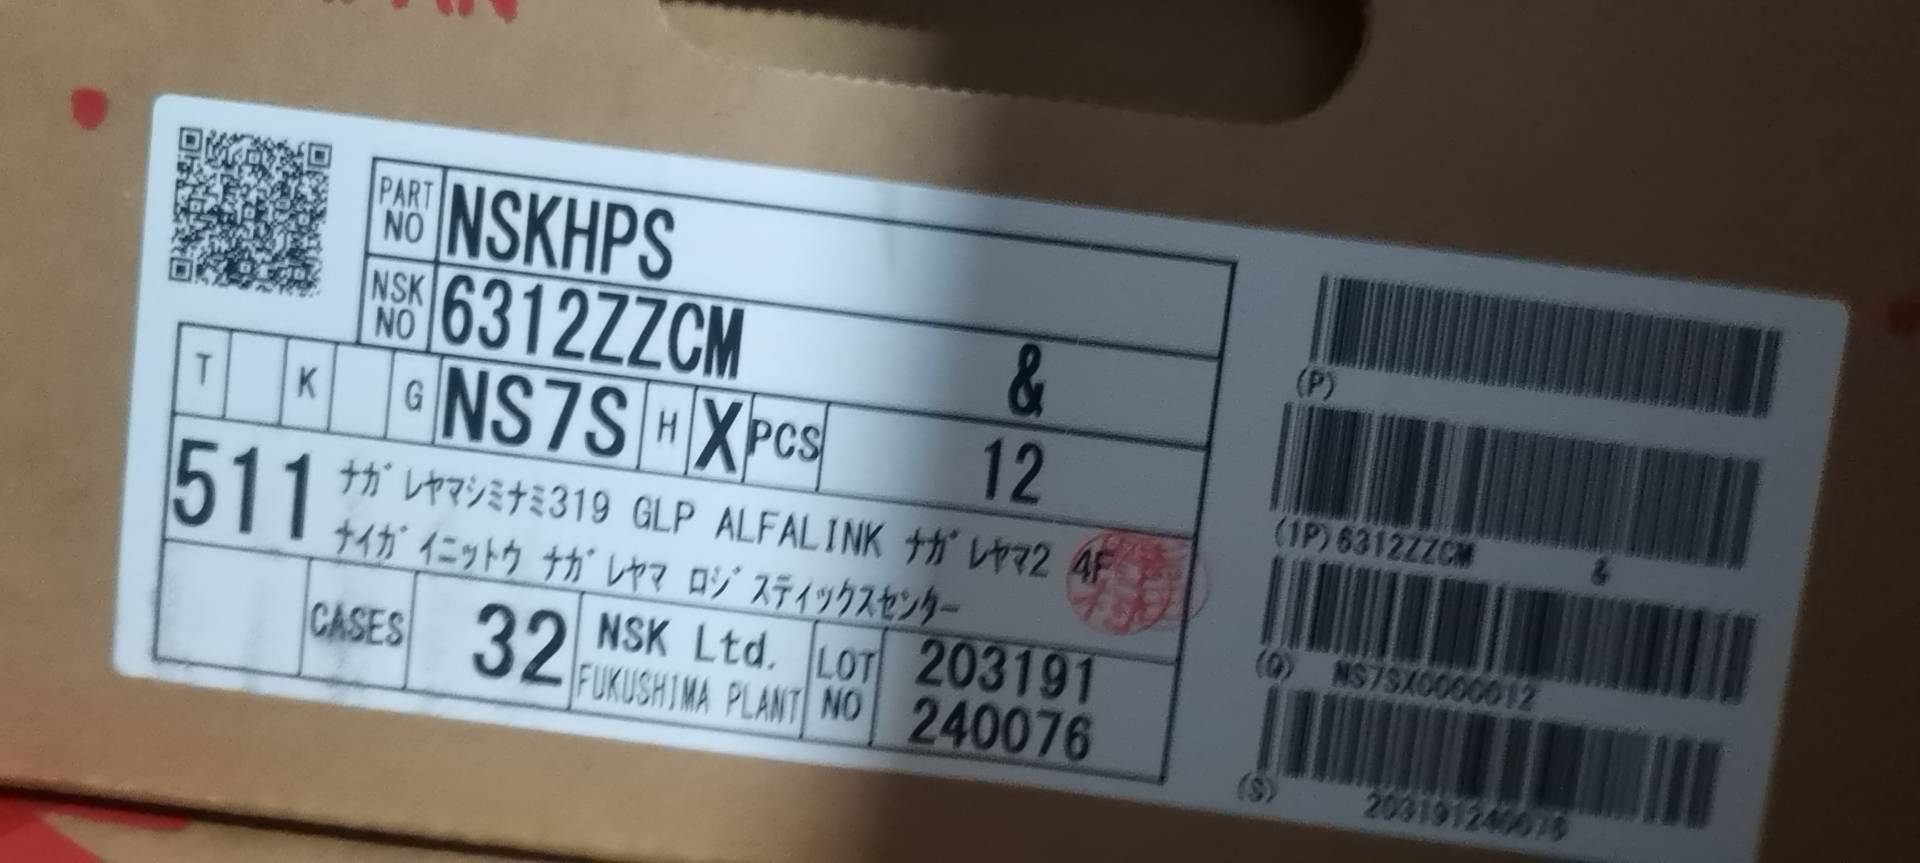 PART NO NSKHPS
NSK NO 6312ZZCM &
T K G NS7S H X PCS 12
511 ナガレヤマシミナミ319 GLP ALFALINK ナガレヤマ2 4F
ナイガイニットウ ナガレヤマ ロジスティックスセンター
CASES 32 NSK Ltd. FUKUSHIMA PLANT LOT NO 203191 240076
(P)
(1P) 6312ZZCM &
(Q) NS7SX0000012
(S) 203191240076